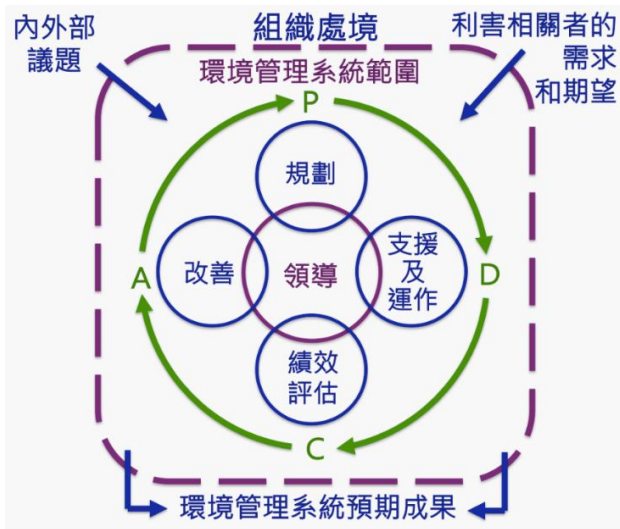 內外部
議題
組織處境
利害相關者的
需求
和期望
環境管理系統範圍
P
規劃
A
改善
領導
支援
及
運作
D
績效
評估
C
環境管理系統預期成果